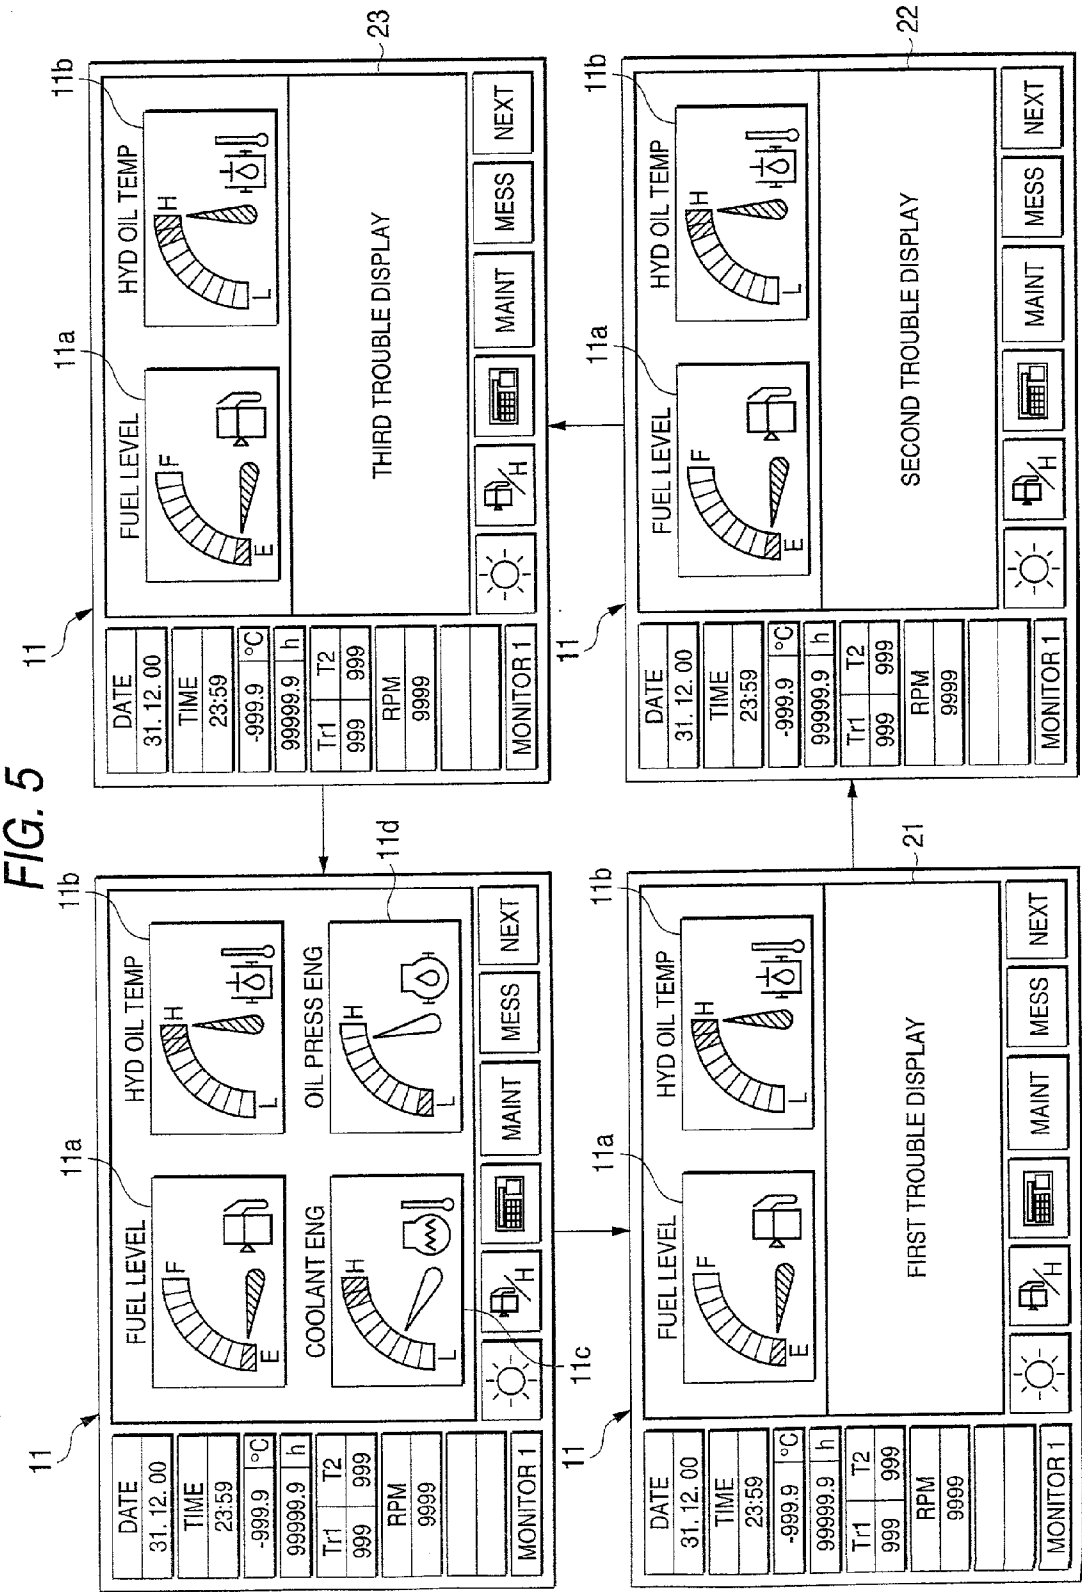 FIG. 5
11
11a
11b
DATE
31. 12. 00
TIME
23:59
-999.9 °C
99999.9 h
Tr1 T2
999 999
RPM
9999
MONITOR 1
FUEL LEVEL
F
E
HYD OIL TEMP
H
L
COOLANT ENG
H
L
OIL PRESS ENG
H
L
11c
11d
H
MAINT
MESS
NEXT
11
11a
11b
23
DATE
31. 12. 00
TIME
23:59
-999.9 °C
99999.9 h
Tr1 T2
999 999
RPM
9999
MONITOR 1
FUEL LEVEL
F
E
HYD OIL TEMP
H
L
THIRD TROUBLE DISPLAY
H
MAINT
MESS
NEXT
11
11a
11b
21
DATE
31. 12. 00
TIME
23:59
-999.9 °C
99999.9 h
Tr1 T2
999 999
RPM
9999
MONITOR 1
FUEL LEVEL
F
E
HYD OIL TEMP
H
L
FIRST TROUBLE DISPLAY
H
MAINT
MESS
NEXT
11
11a
11b
22
DATE
31. 12. 00
TIME
23:59
-999.9 °C
99999.9 h
Tr1 T2
999 999
RPM
9999
MONITOR 1
FUEL LEVEL
F
E
HYD OIL TEMP
H
L
SECOND TROUBLE DISPLAY
H
MAINT
MESS
NEXT